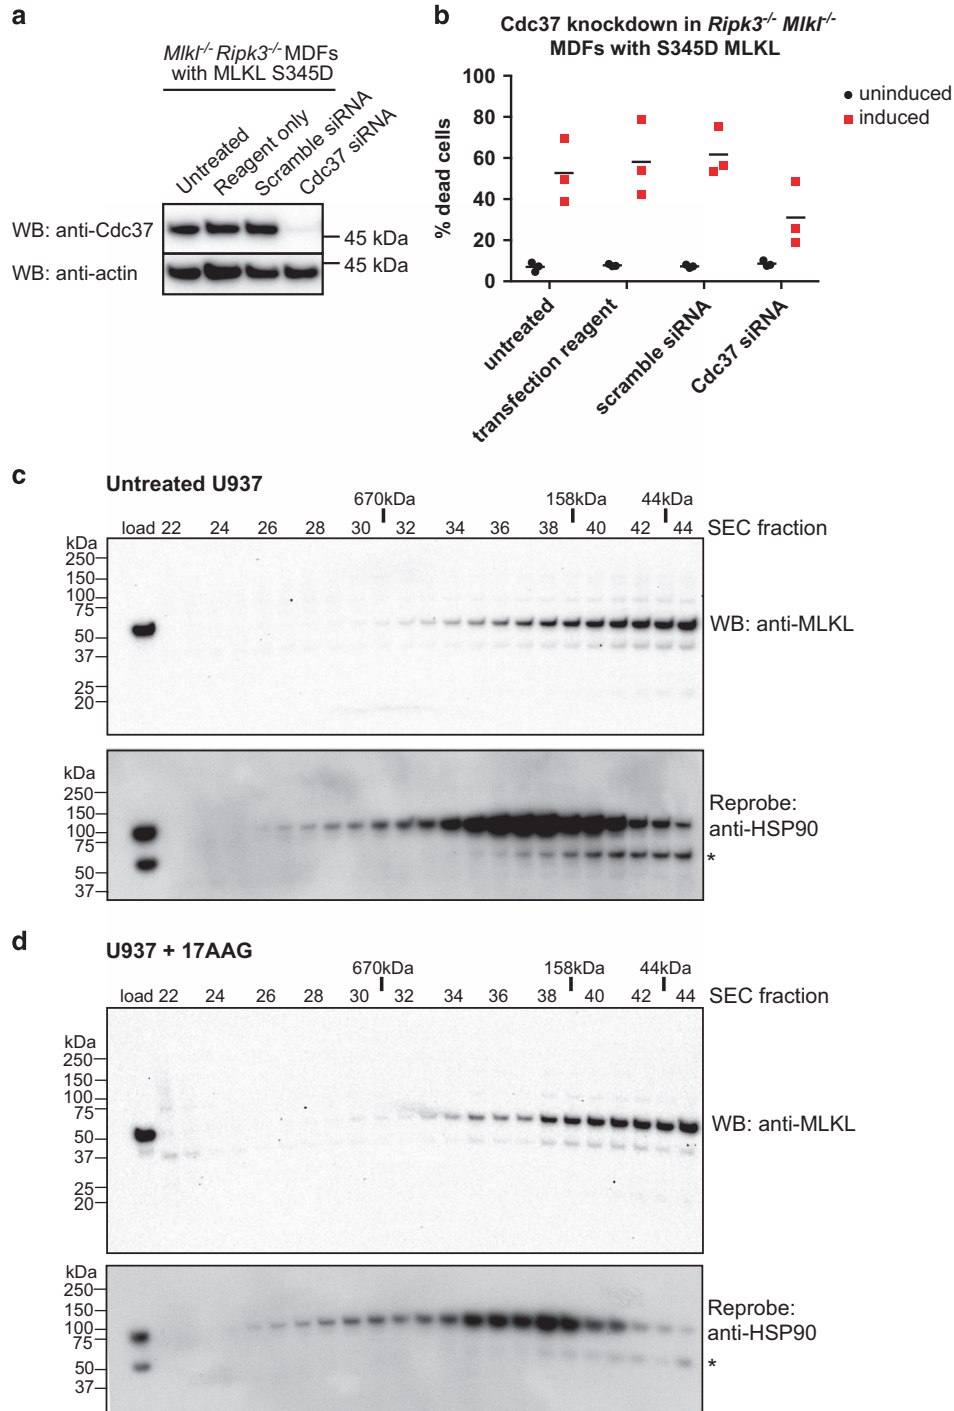 a
Mlkl-/- Ripk3-/- MDFs
with MLKL S345D
Untreated
Reagent only
Scramble siRNA
Cdc37 siRNA
WB: anti-Cdc37
45 kDa
WB: anti-actin
45 kDa
b
Cdc37 knockdown in Ripk3-/- Mlkl-/-
MDFs with S345D MLKL
% dead cells
100
80
60
40
20
0
uninduced
induced
untreated
transfection reagent
scramble siRNA
Cdc37 siRNA
c
Untreated U937
670kDa 158kDa 44kDa
load 22 24 26 28 30 32 34 36 38 40 42 44 SEC fraction
kDa
250
150
100
75
50
37
25
20
WB: anti-MLKL
kDa
250
150
100
75
50
37
Reprobe:
anti-HSP90
*
d
U937 + 17AAG
670kDa 158kDa 44kDa
load 22 24 26 28 30 32 34 36 38 40 42 44 SEC fraction
kDa
250
150
100
75
50
37
25
20
WB: anti-MLKL
kDa
250
150
100
75
50
37
Reprobe:
anti-HSP90
*